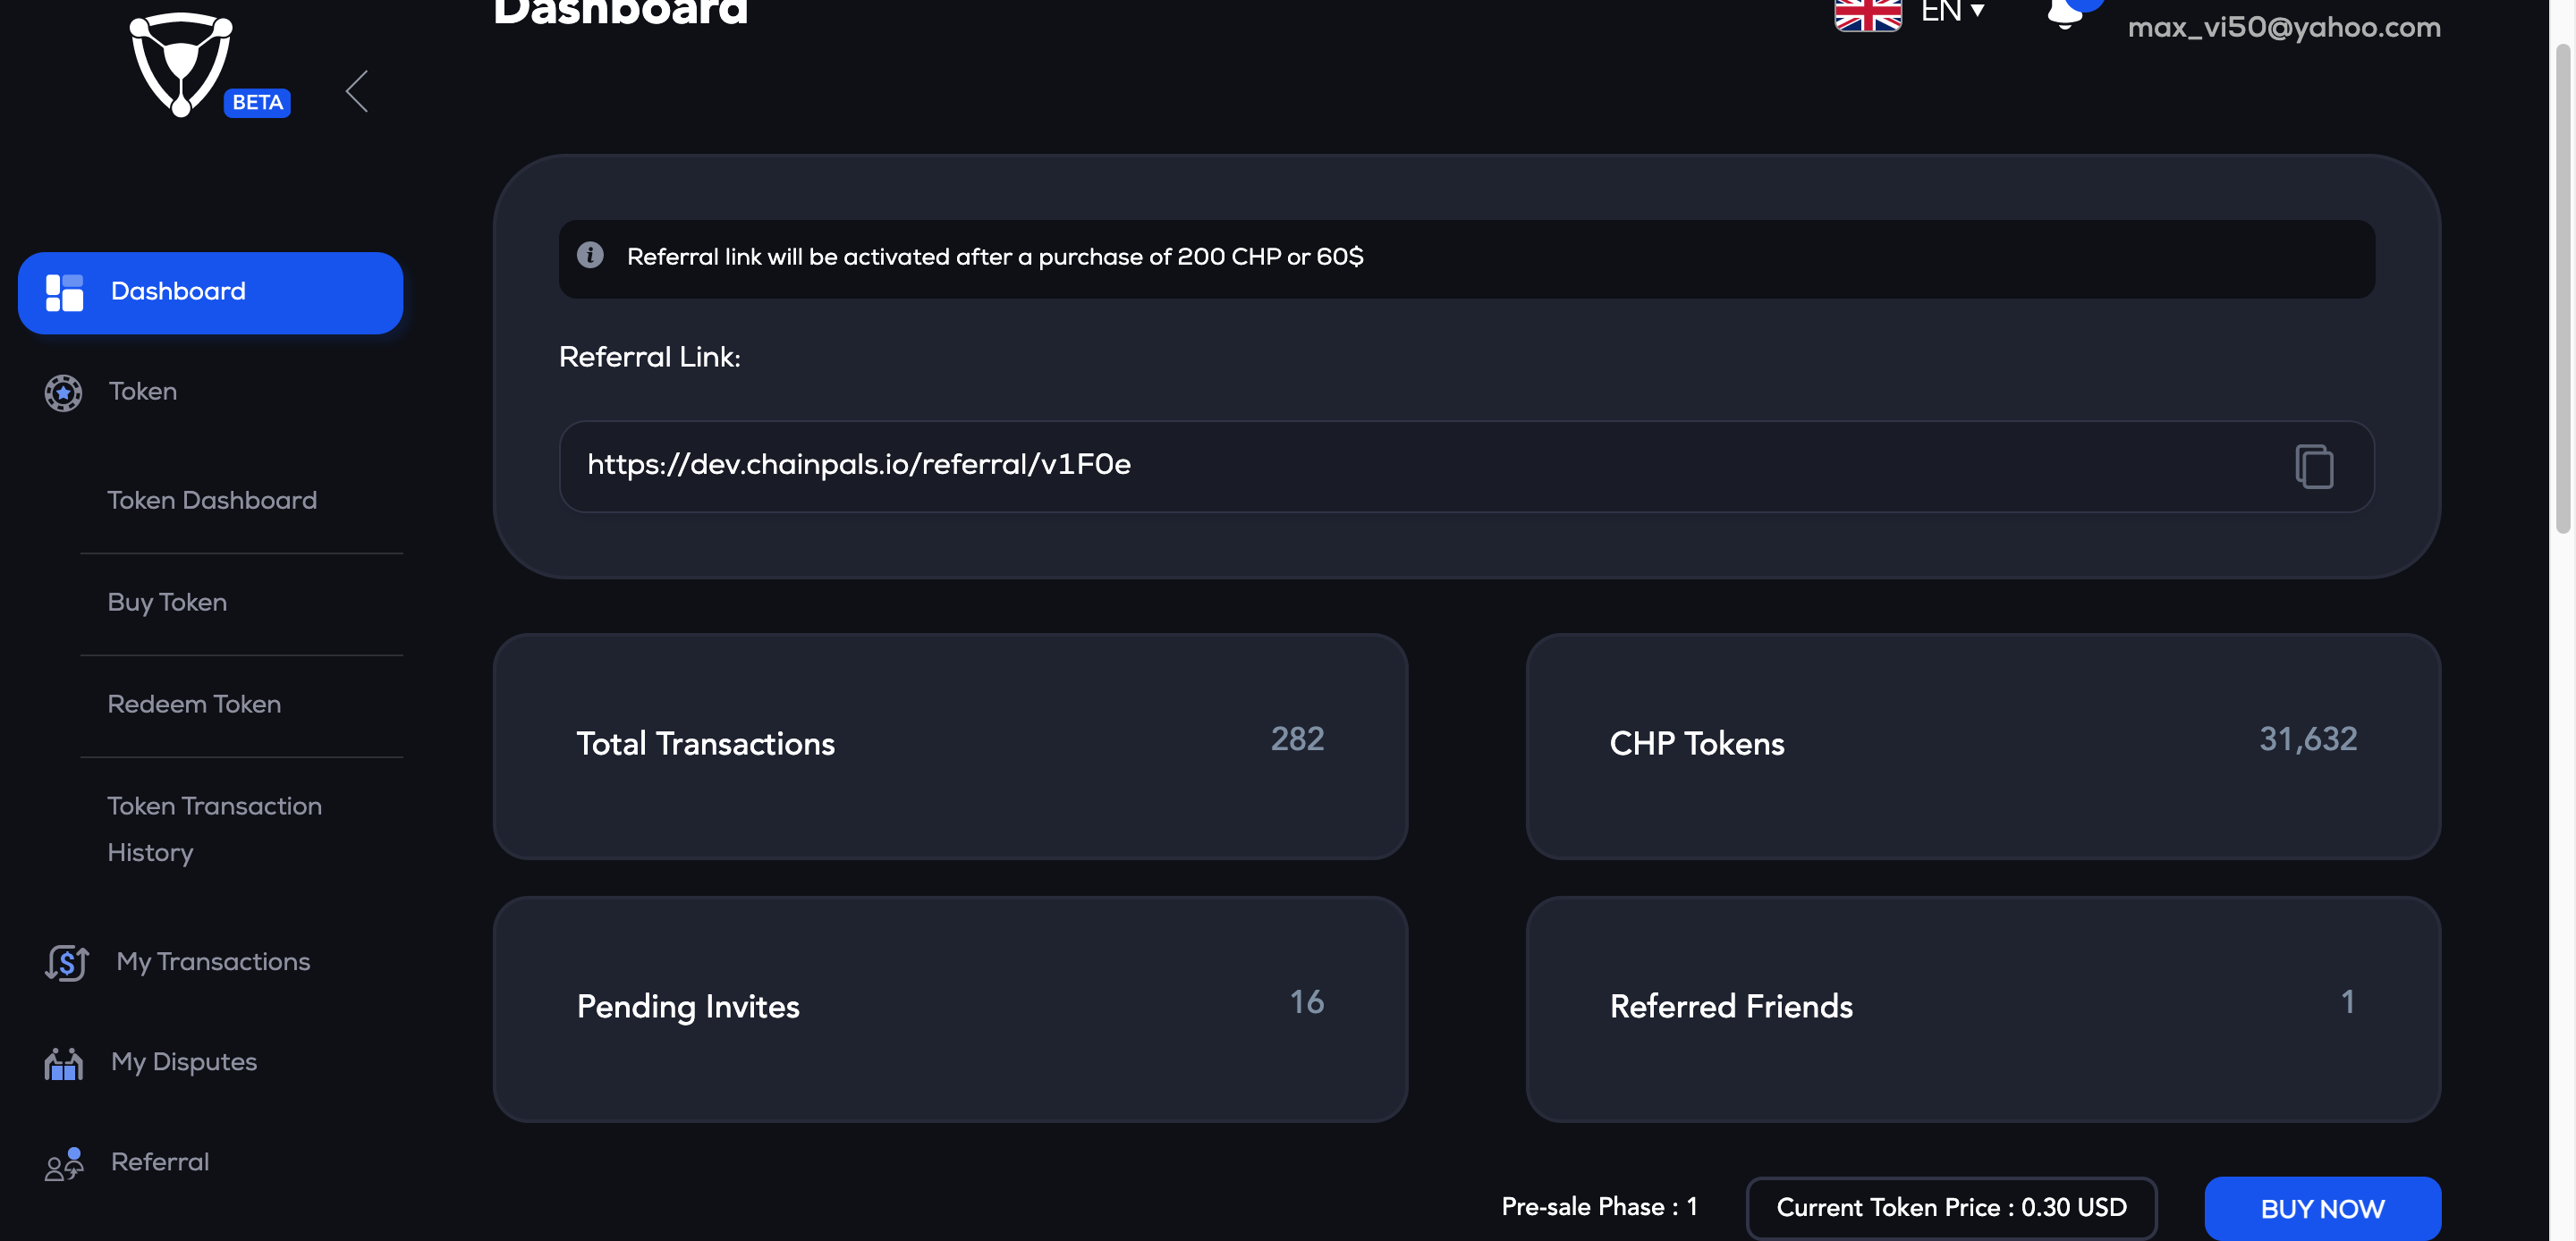 Dashboard
EN
max_vi50@yahoo.com
BETA
Dashboard
Token
Token Dashboard
Buy Token
Redeem Token
Token Transaction
History
My Transactions
My Disputes
Referral
Referral link will be activated after a purchase of 200 CHP or 60$
Referral Link:
https://dev.chainpals.io/referral/v1F0e
Total Transactions 282
CHP Tokens 31,632
Pending Invites 16
Referred Friends 1
Pre-sale Phase : 1
Current Token Price : 0.30 USD
BUY NOW